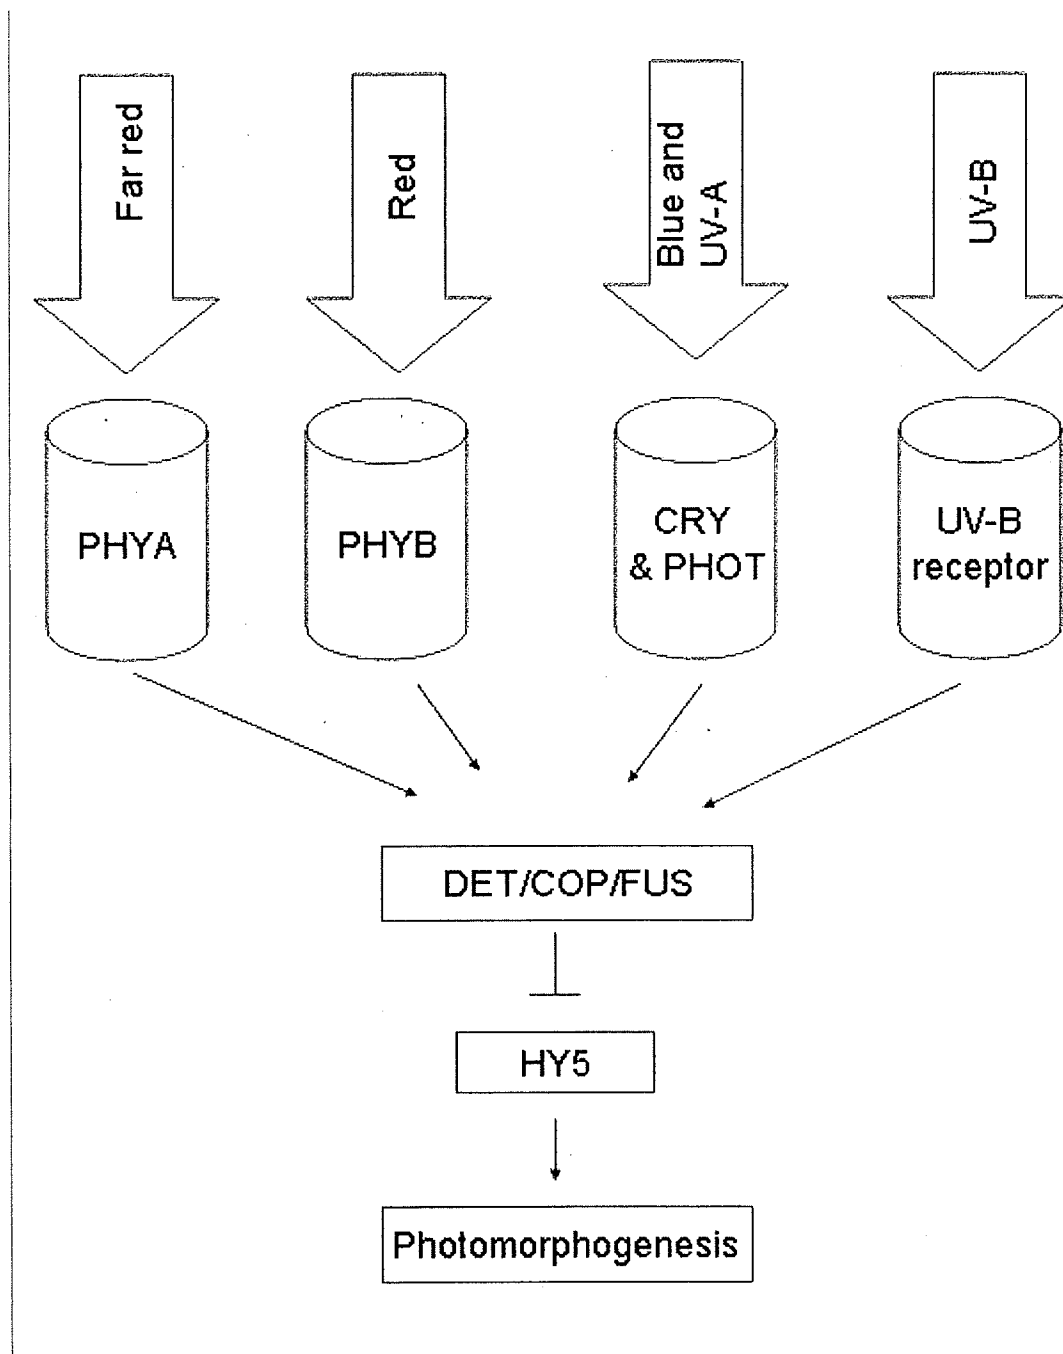 Far red
Red
Blue and
UV-A
UV-B
PHYA
PHYB
CRY
& PHOT
UV-B
receptor
DET/COP/FUS
HY5
Photomorphogenesis